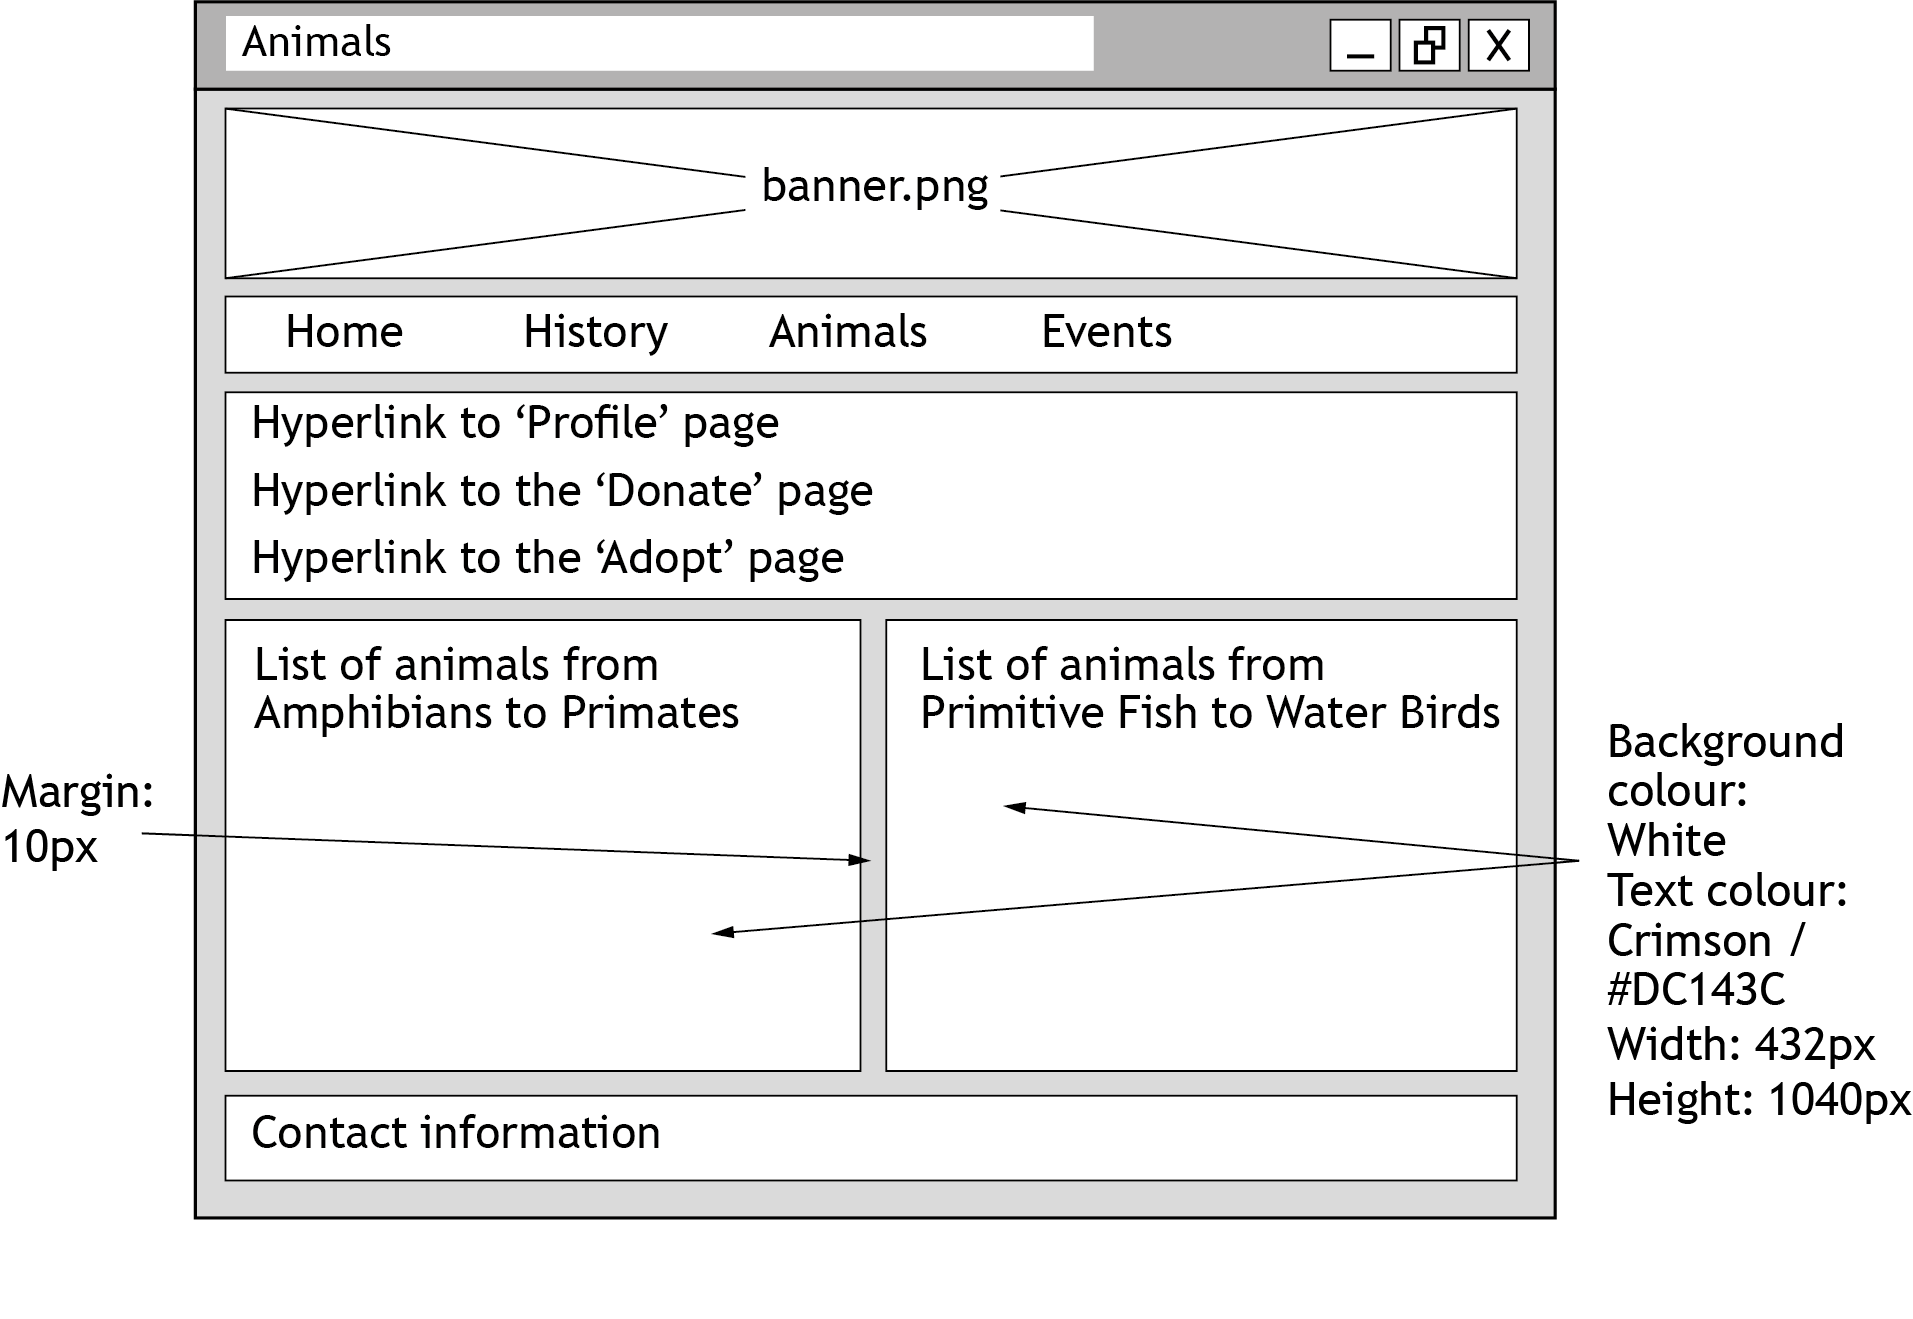 Animals
X
banner.png
Home History Animals Events
Hyperlink to ‘Profile’ page
Hyperlink to the ‘Donate’ page
Hyperlink to the ‘Adopt’ page
List of animals from
Amphibians to Primates
List of animals from
Primitive Fish to Water Birds
Margin:
10px
Background
colour:
White
Text colour:
Crimson /
#DC143C
Width: 432px
Height: 1040px
Contact information